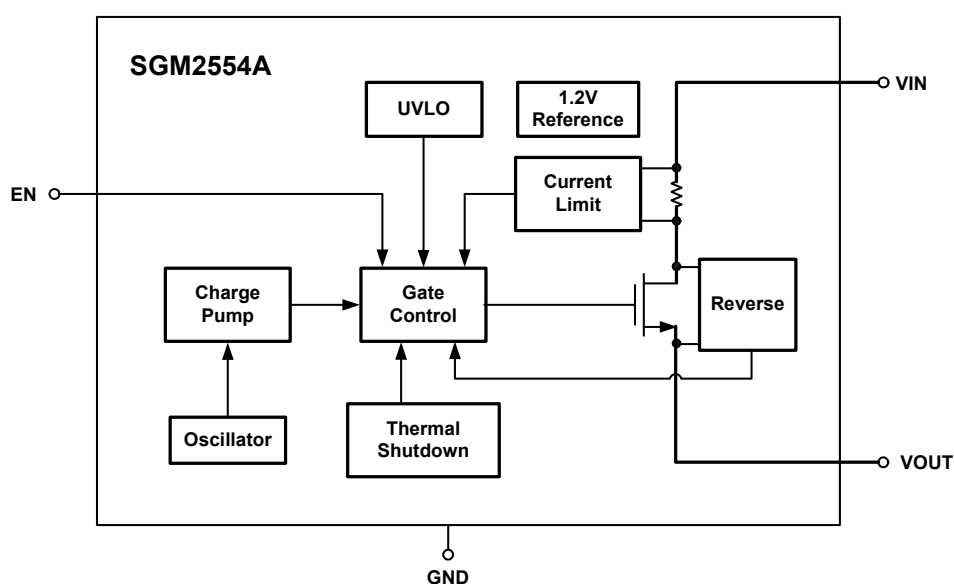 SGM2554A
UVLO
1.2V
Reference
VIN
EN
Current
Limit
Charge
Pump
Gate
Control
Reverse
Oscillator
Thermal
Shutdown
VOUT
GND